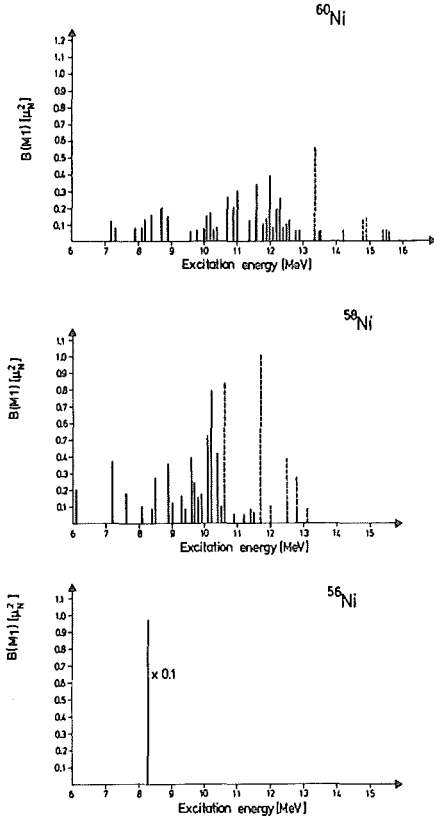 ⁶⁰Ni
B(M1) [μ²N]
1.2
1.1
1.0
0.9
0.8
0.7
0.6
0.5
0.4
0.3
0.2
0.1
6 7 8 9 10 11 12 13 14 15 16
Excitation energy [MeV]
⁵⁸Ni
B(M1) [μ²N]
1.1
1.0
0.9
0.8
0.7
0.6
0.5
0.4
0.3
0.2
0.1
6 7 8 9 10 11 12 13 14 15
Excitation energy [MeV]
⁵⁶Ni
B(M1) [μ²N]
1.1
1.0
0.9
0.8
0.7
0.6
0.5
0.4
0.3
0.2
0.1
x 0.1
6 7 8 9 10 11 12 13 14 15
Excitation energy [MeV]